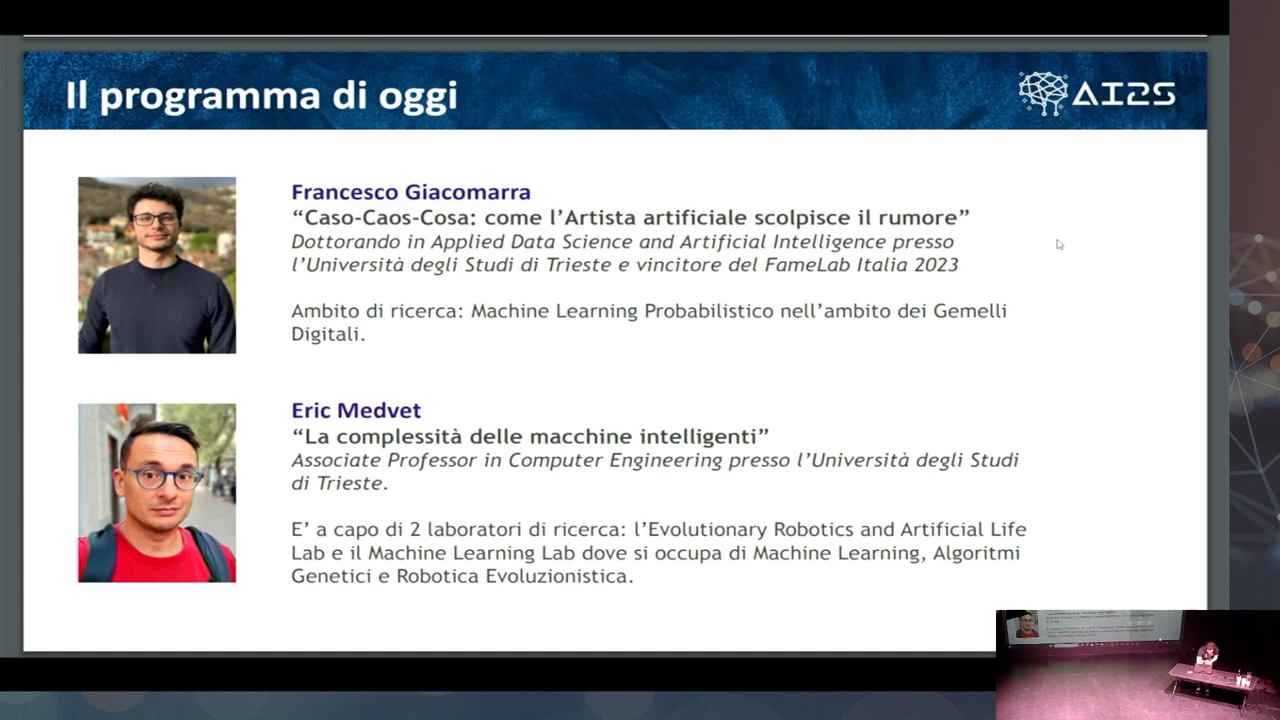 Il programma di oggi
AI2S
Francesco Giacomarra
“Caso-Caos-Cosa: come l’Artista artificiale scolpisce il rumore”
Dottorando in Applied Data Science and Artificial Intelligence presso
l’Università degli Studi di Trieste e vincitore del FameLab Italia 2023
Ambito di ricerca: Machine Learning Probabilistico nell’ambito dei Gemelli
Digitali.
Eric Medvet
“La complessità delle macchine intelligenti”
Associate Professor in Computer Engineering presso l’Università degli Studi
di Trieste.
E’ a capo di 2 laboratori di ricerca: l’Evolutionary Robotics and Artificial Life
Lab e il Machine Learning Lab dove si occupa di Machine Learning, Algoritmi
Genetici e Robotica Evoluzionistica.